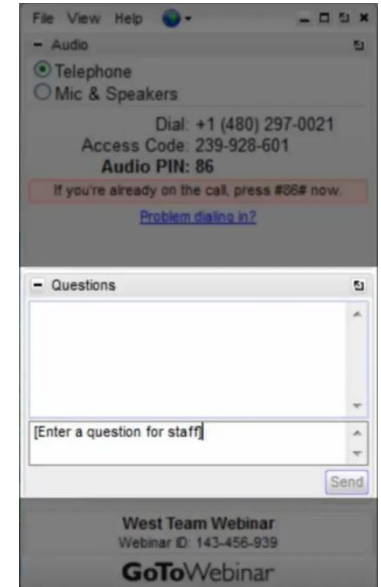 File View Help
Audio
Telephone
Mic & Speakers
Dial: +1 (480) 297-0021
Access Code: 239-928-601
Audio PIN: 86
If you're already on the call, press #86# now.
Problem dialing in?
Questions
[Enter a question for staff]
Send
West Team Webinar
Webinar ID: 143-456-939
GoToWebinar